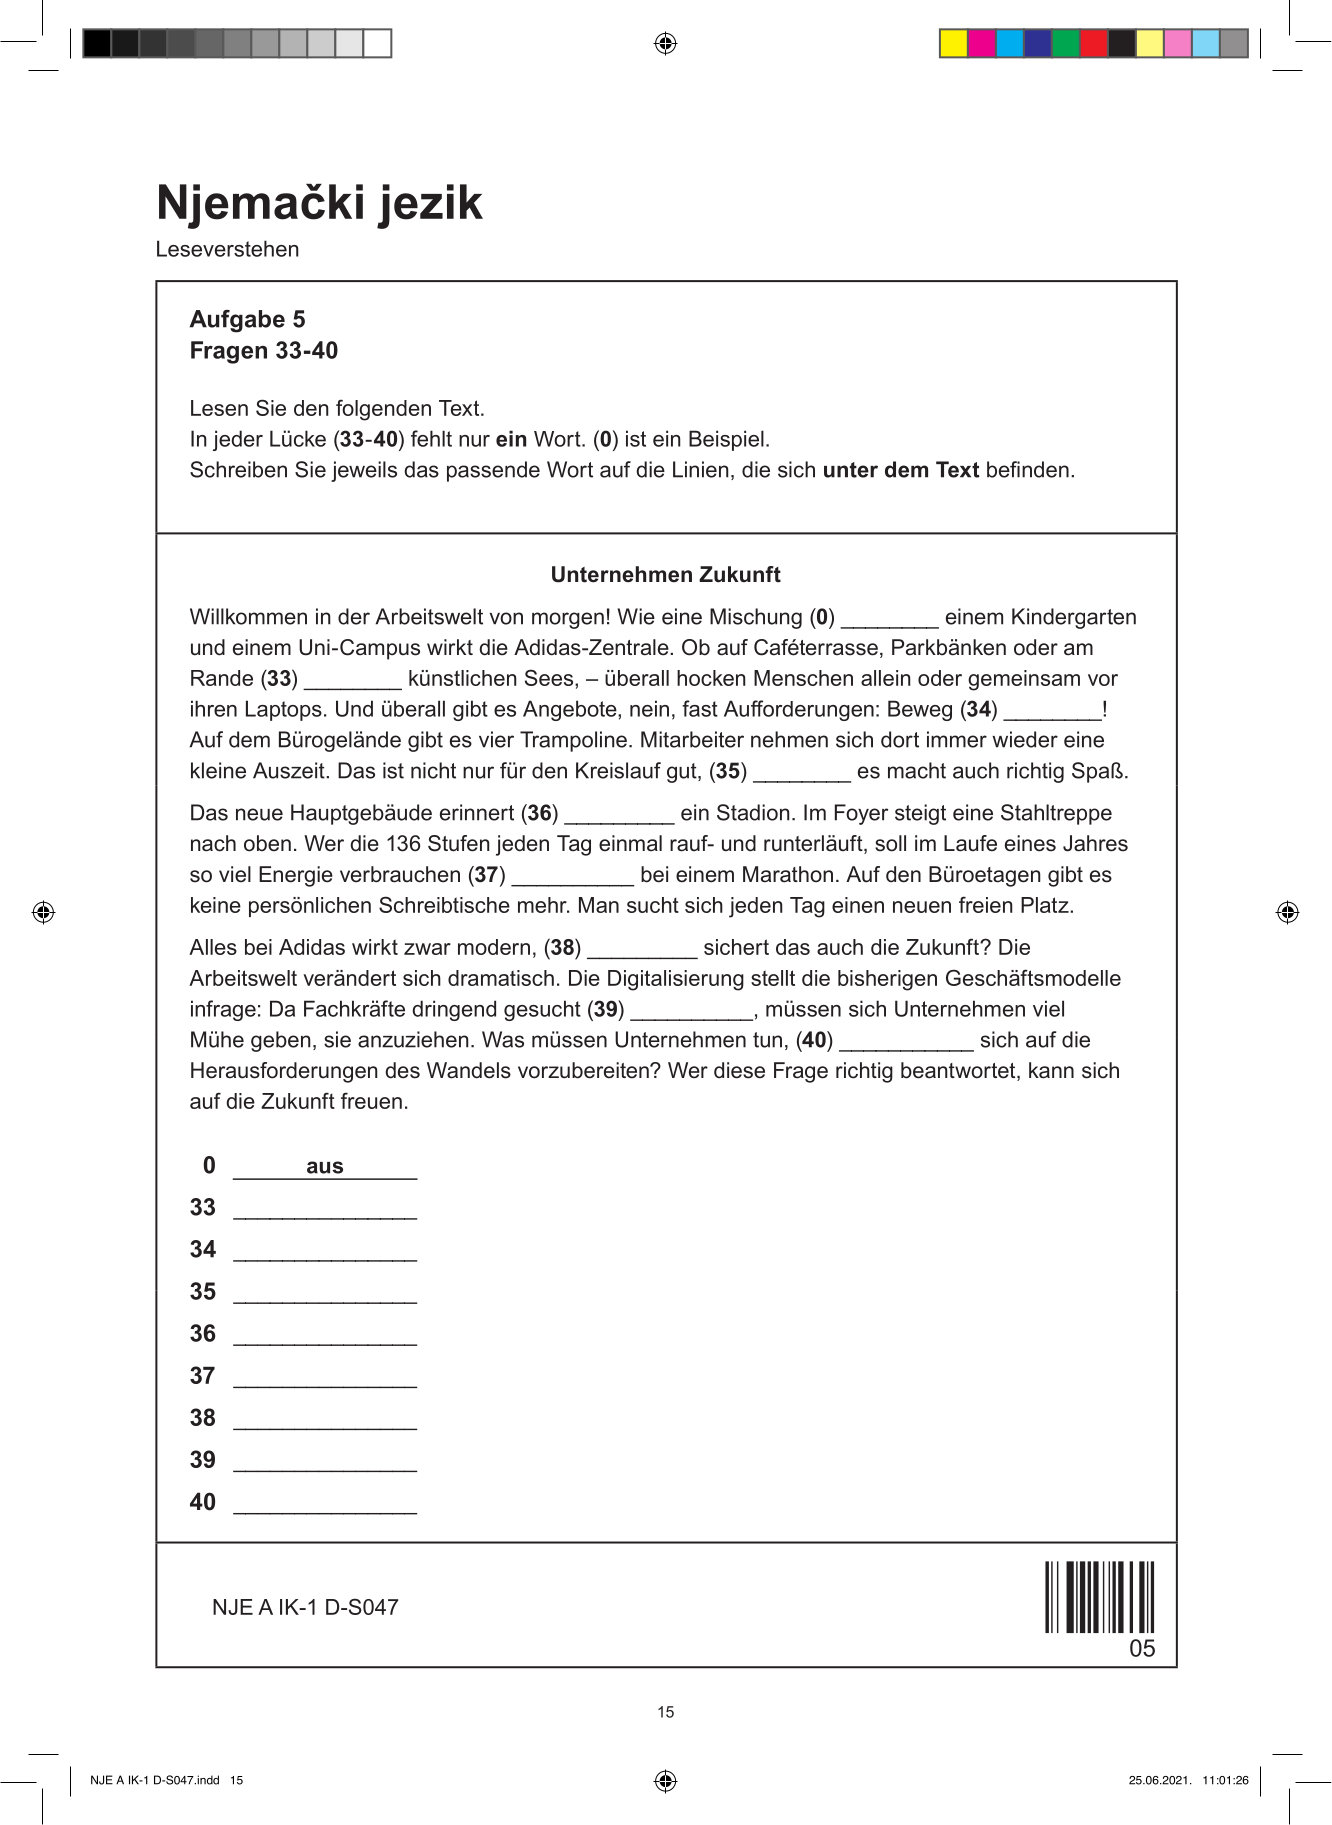 Njemački jezik
Leseverstehen
Aufgabe 5
Fragen 33-40
Lesen Sie den folgenden Text.
In jeder Lücke (33-40) fehlt nur ein Wort. (0) ist ein Beispiel.
Schreiben Sie jeweils das passende Wort auf die Linien, die sich unter dem Text befinden.
Unternehmen Zukunft
Willkommen in der Arbeitswelt von morgen! Wie eine Mischung (0) ________ einem Kindergarten
und einem Uni-Campus wirkt die Adidas-Zentrale. Ob auf Caféterrasse, Parkbänken oder am
Rande (33) ________ künstlichen Sees, – überall hocken Menschen allein oder gemeinsam vor
ihren Laptops. Und überall gibt es Angebote, nein, fast Aufforderungen: Beweg (34) ________!
Auf dem Bürogelände gibt es vier Trampoline. Mitarbeiter nehmen sich dort immer wieder eine
kleine Auszeit. Das ist nicht nur für den Kreislauf gut, (35) ________ es macht auch richtig Spaß.
Das neue Hauptgebäude erinnert (36) _________ ein Stadion. Im Foyer steigt eine Stahltreppe
nach oben. Wer die 136 Stufen jeden Tag einmal rauf- und runterläuft, soll im Laufe eines Jahres
so viel Energie verbrauchen (37) __________ bei einem Marathon. Auf den Büroetagen gibt es
keine persönlichen Schreibtische mehr. Man sucht sich jeden Tag einen neuen freien Platz.
Alles bei Adidas wirkt zwar modern, (38) _________ sichert das auch die Zukunft? Die
Arbeitswelt verändert sich dramatisch. Die Digitalisierung stellt die bisherigen Geschäftsmodelle
infrage: Da Fachkräfte dringend gesucht (39) __________, müssen sich Unternehmen viel
Mühe geben, sie anzuziehen. Was müssen Unternehmen tun, (40) ___________ sich auf die
Herausforderungen des Wandels vorzubereiten? Wer diese Frage richtig beantwortet, kann sich
auf die Zukunft freuen.
0 ______aus______
33 _______________
34 _______________
35 _______________
36 _______________
37 _______________
38 _______________
39 _______________
40 _______________
NJE A IK-1 D-S047
05
15
NJE A IK-1 D-S047.indd 15
25.06.2021. 11:01:26